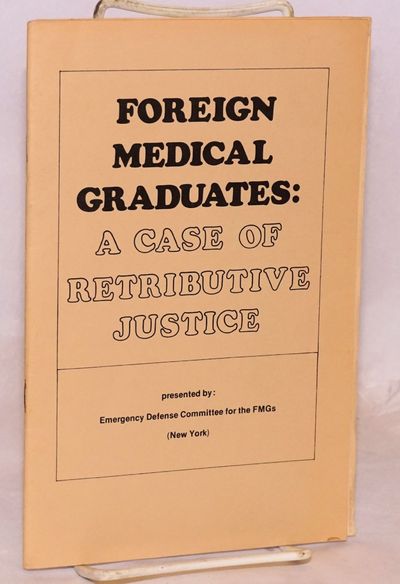 FOREIGN
MEDICAL
GRADUATES:
A CASE OF
RETRIBUTIVE
JUSTICE
presented by:
Emergency Defense Committee for the FMGs
(New York)